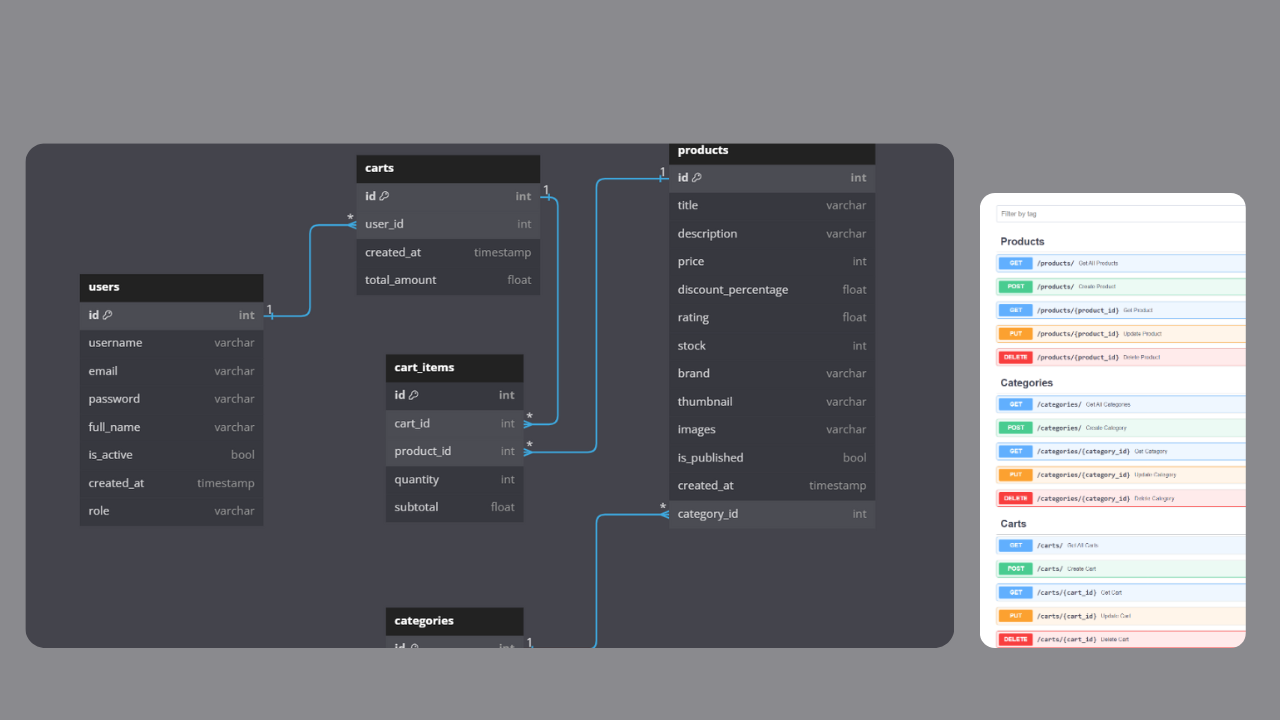 carts
id int
user_id int
created_at timestamp
total_amount float
1
*
users
id int
username varchar
email varchar
password varchar
full_name varchar
is_active bool
created_at timestamp
role varchar
1
cart_items
id int
cart_id int
product_id int
quantity int
subtotal float
*
*
products
id int
title varchar
description varchar
price int
discount_percentage float
rating float
stock int
brand varchar
thumbnail varchar
images varchar
is_published bool
created_at timestamp
category_id int
1
*
categories
id int
1
Filter by tag
Products
GET /products/ Get All Products
POST /products/ Create Product
GET /products/{product_id} Get Product
PUT /products/{product_id} Update Product
DELETE /products/{product_id} Delete Product
Categories
GET /categories/ Get All Categories
POST /categories/ Create Category
GET /categories/{category_id} Get Category
PUT /categories/{category_id} Update Category
DELETE /categories/{category_id} Delete Category
Carts
GET /carts/ Get All Carts
POST /carts/ Create Cart
GET /carts/{cart_id} Get Cart
PUT /carts/{cart_id} Update Cart
DELETE /carts/{cart_id} Delete Cart